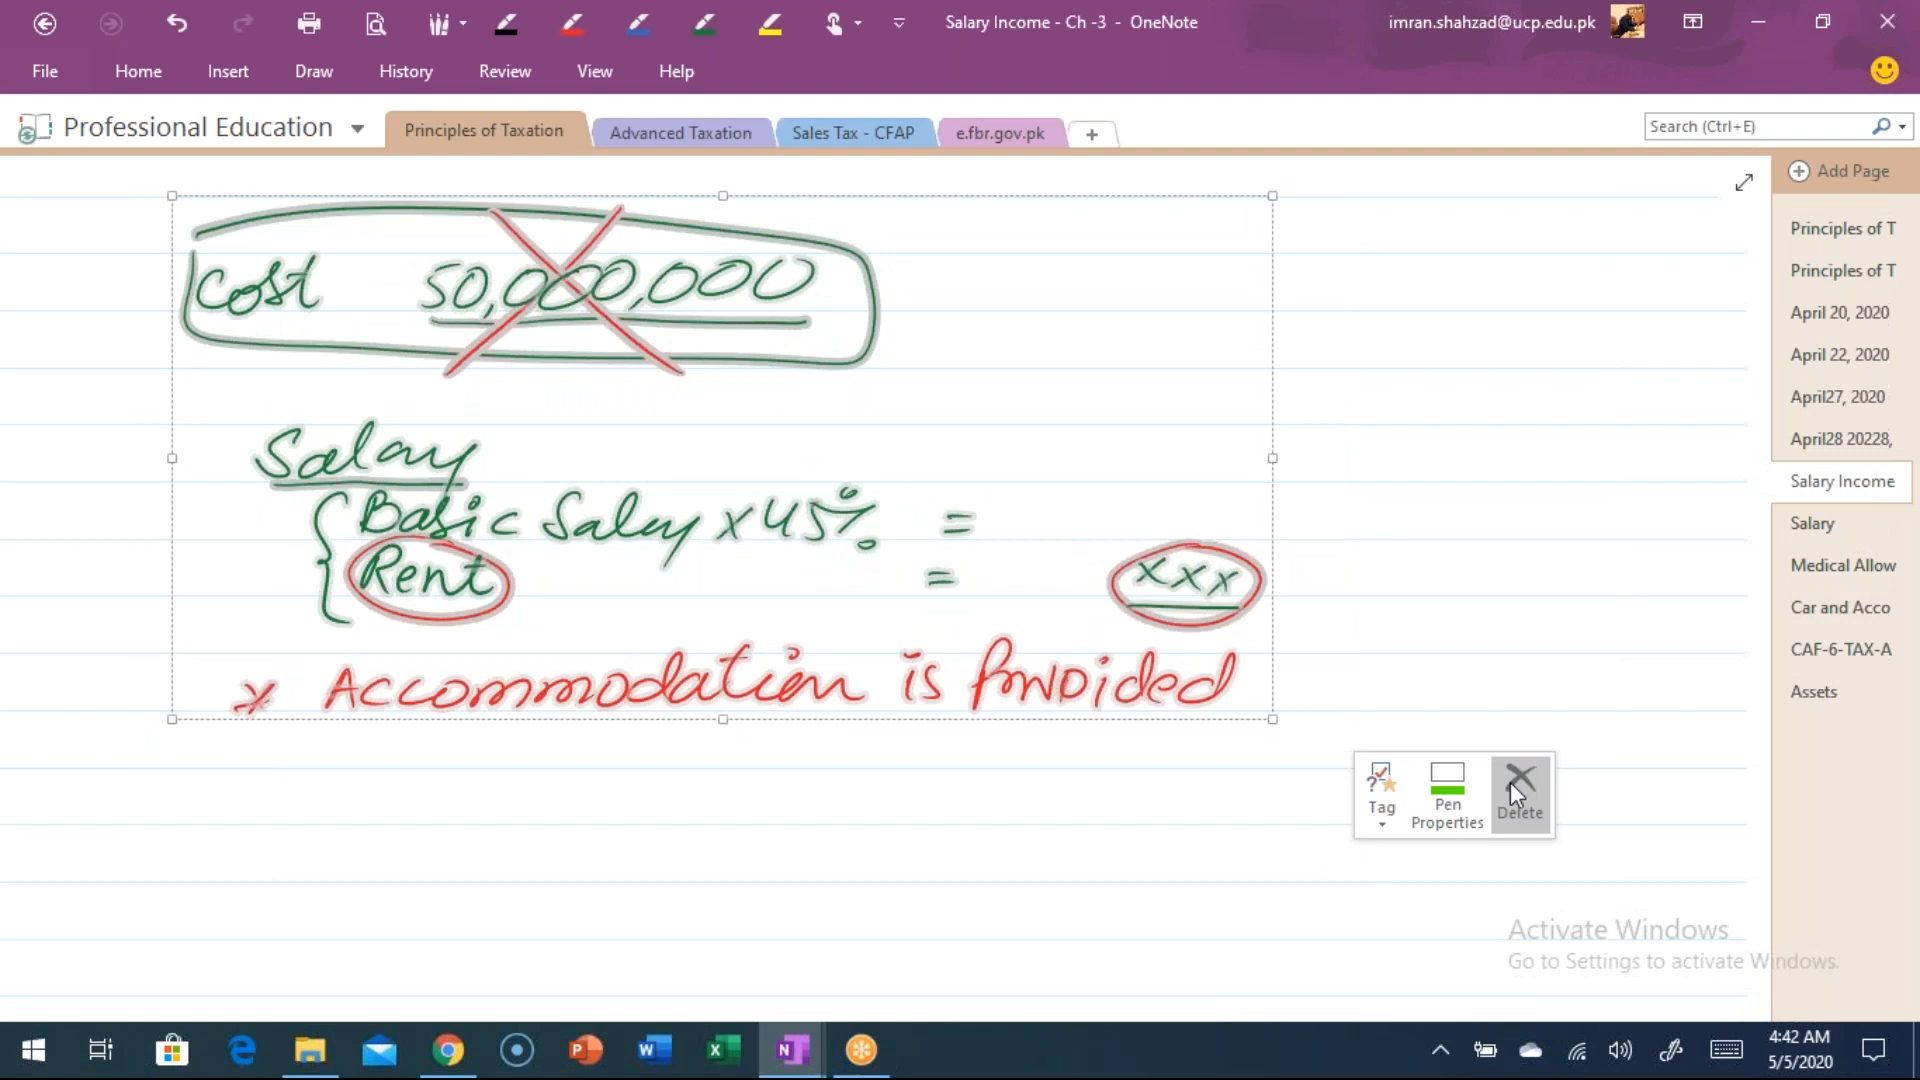 Salary Income - Ch -3 - OneNote
imran.shahzad@ucp.edu.pk
File Home Insert Draw History Review View Help
Professional Education
Principles of Taxation
Advanced Taxation
Sales Tax - CFAP
e.fbr.gov.pk
Search (Ctrl+E)
Add Page
Principles of T
Principles of T
April 20, 2020
April 22, 2020
April27, 2020
April28 20228,
Salary Income
Salary
Medical Allow
Car and Acco
CAF-6-TAX-A
Assets
Cost 50,000,000
Salary
Basic Salary x 45% =
Rent = xxx
* Accommodation is Provided
Tag
Pen Properties
Delete
Activate Windows
Go to Settings to activate Windows.
4:42 AM
5/5/2020